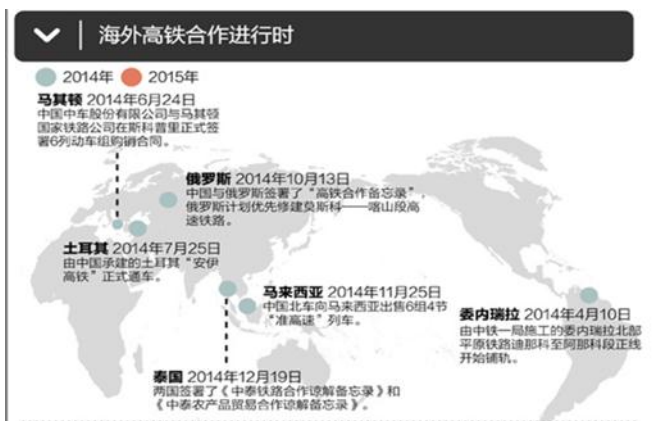 海外高铁合作进行时
2014年 2015年
马其顿 2014年6月24日
中国中车股份有限公司与马其顿
国家铁路公司在斯科普里正式签
署6列动车组购销合同。
俄罗斯 2014年10月13日
中国与俄罗斯签署了“高铁合作备忘录”，
俄罗斯计划优先修建莫斯科——喀山段高
速铁路。
土耳其 2014年7月25日
由中国承建的土耳其“安伊
高铁”正式通车。
马来西亚 2014年11月25日
中国北车向马来西亚出售6组4节
“准高速”列车。
委内瑞拉 2014年4月10日
由中铁一局施工的委内瑞拉北部
平原铁路迪那科至阿那科段正线
开始铺轨。
泰国 2014年12月19日
两国签署了《中泰铁路合作谅解备忘录》和
《中泰农产品贸易合作谅解备忘录》。